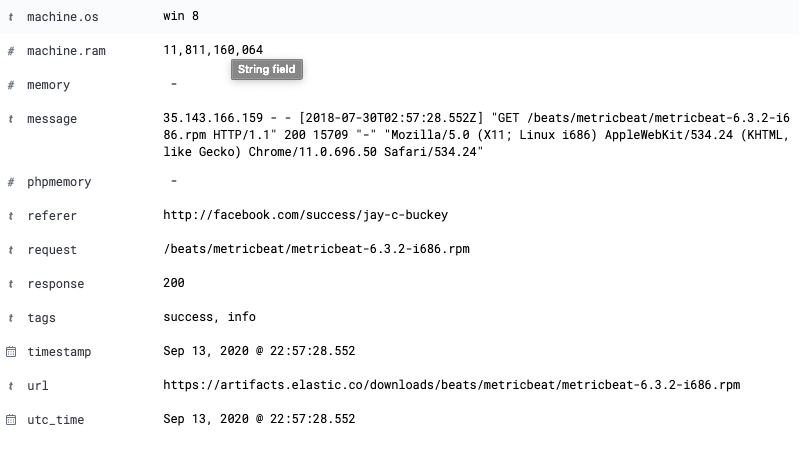 t machine.os win 8
# machine.ram 11,811,160,064
String field
# memory -
t message 35.143.166.159 - - [2018-07-30T02:57:28.552Z] "GET /beats/metricbeat/metricbeat-6.3.2-i6
86.rpm HTTP/1.1" 200 15709 "-" "Mozilla/5.0 (X11; Linux i686) AppleWebKit/534.24 (KHTML,
like Gecko) Chrome/11.0.696.50 Safari/534.24"
# phpmemory -
t referer http://facebook.com/success/jay-c-buckey
t request /beats/metricbeat/metricbeat-6.3.2-i686.rpm
t response 200
t tags success, info
timestamp Sep 13, 2020 @ 22:57:28.552
t url https://artifacts.elastic.co/downloads/beats/metricbeat/metricbeat-6.3.2-i686.rpm
utc_time Sep 13, 2020 @ 22:57:28.552